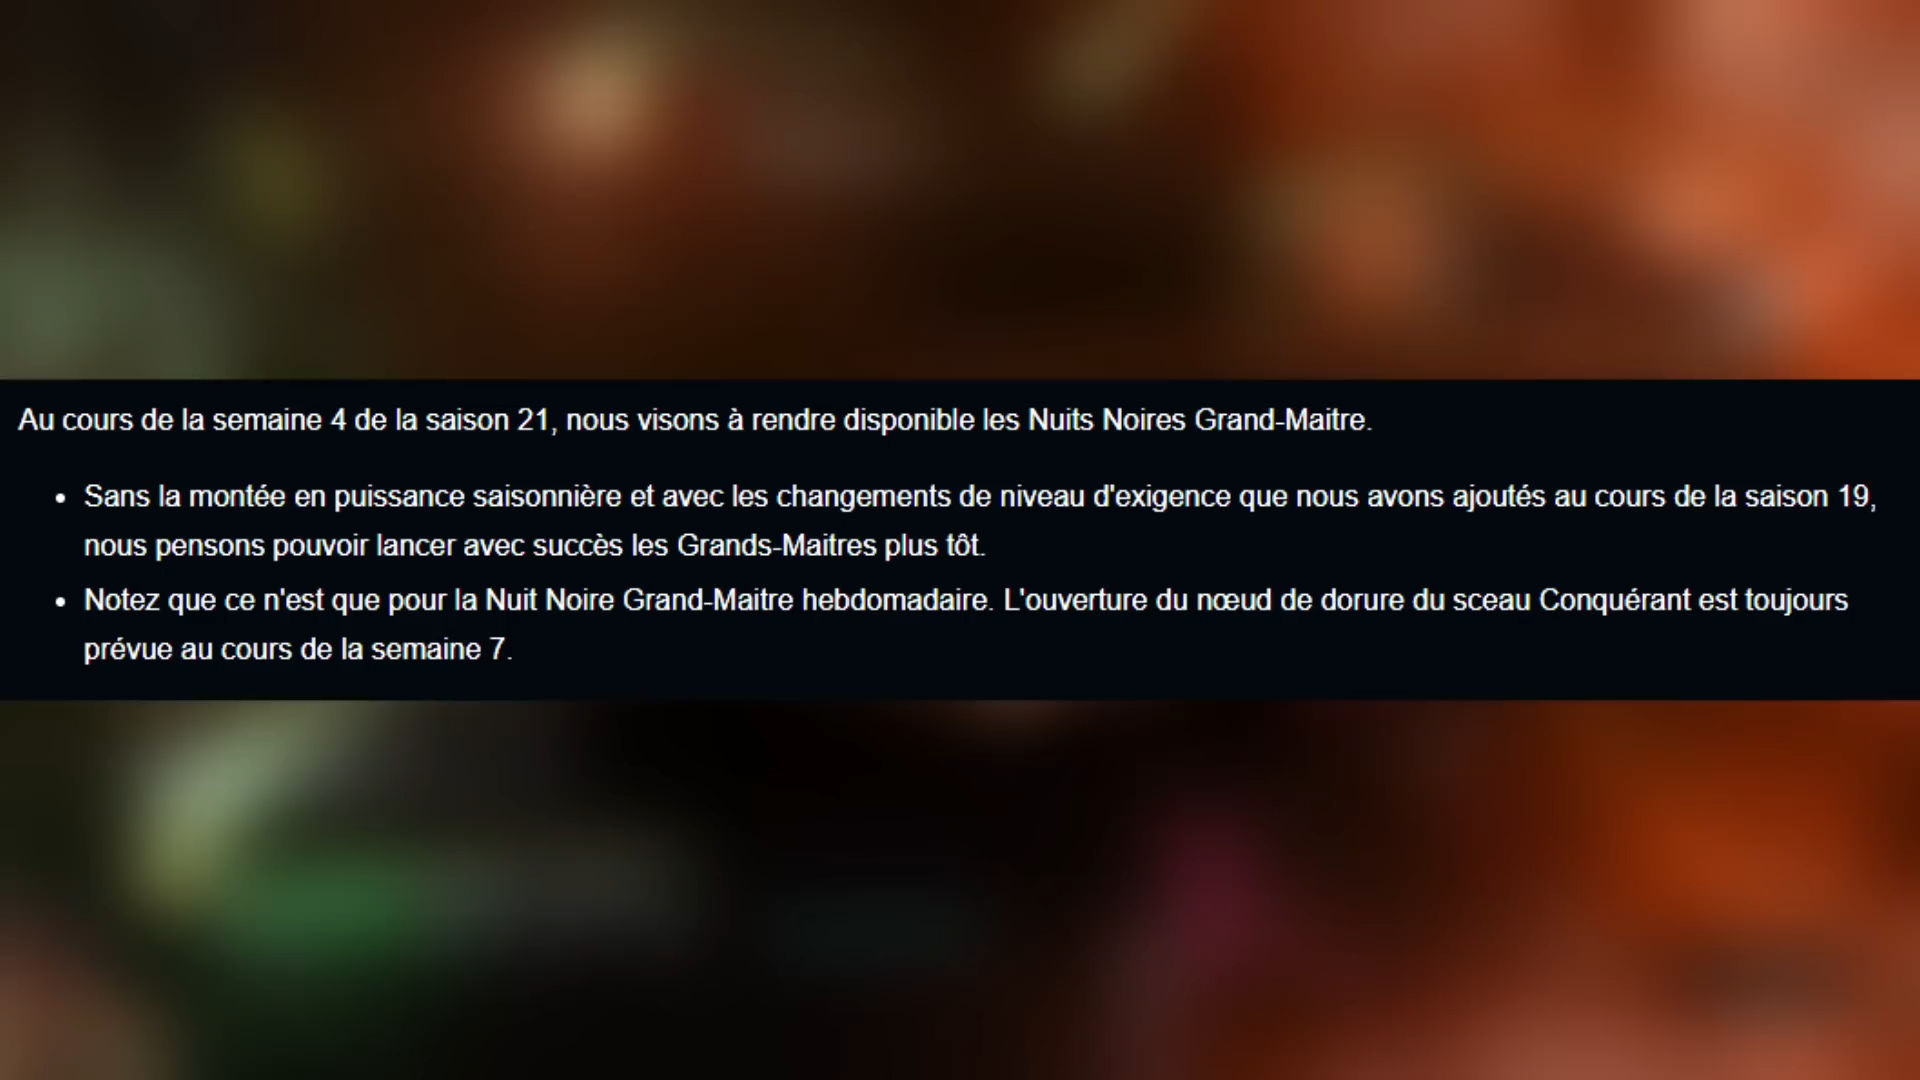 Au cours de la semaine 4 de la saison 21, nous visons à rendre disponible les Nuits Noires Grand-Maitre.
• Sans la montée en puissance saisonnière et avec les changements de niveau d'exigence que nous avons ajoutés au cours de la saison 19,
nous pensons pouvoir lancer avec succès les Grands-Maitres plus tôt.
• Notez que ce n'est que pour la Nuit Noire Grand-Maitre hebdomadaire. L'ouverture du nœud de dorure du sceau Conquérant est toujours
prévue au cours de la semaine 7.